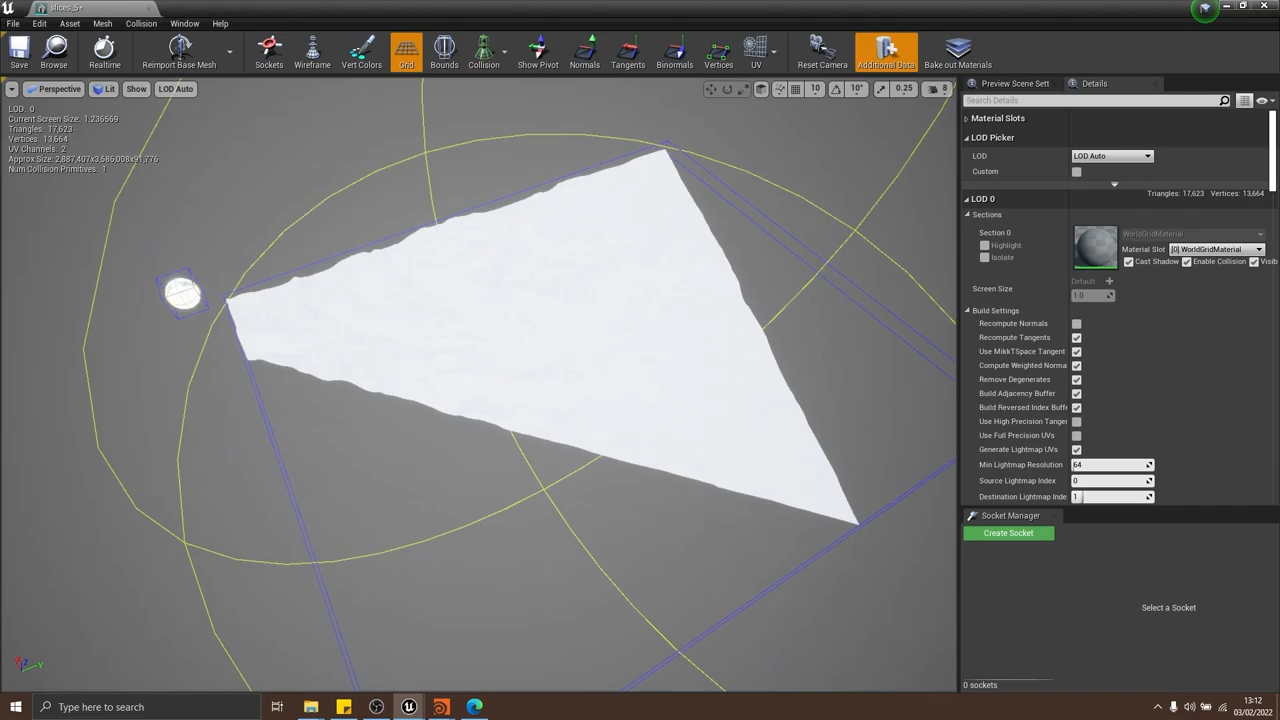 slices_5*
File Edit Asset Mesh Collision Window Help
Save Browse Realtime Reimport Base Mesh Sockets Wireframe Vert Colors Grid Bounds Collision Show Pivot Normals Tangents Binormals Vertices UV Reset Camera Additional Data Bake out Materials
Perspective Lit Show LOD Auto 10 10° 0.25 8
LOD: 0
Current Screen Size: 1.236569
Triangles: 17,623
Vertices: 13,664
UV Channels: 2
Approx Size: 2,887,407x3,586,008x91,776
Num Collision Primitives: 1
Preview Scene Sett Details
Search Details
Material Slots
LOD Picker
LOD LOD Auto
Custom
Triangles: 17,623 Vertices: 13,664
LOD 0
Sections
Section 0
Highlight
Isolate
WorldGridMaterial
Material Slot [0] WorldGridMaterial
Cast Shadow Enable Collision Visib
Default
Screen Size 1.0
Build Settings
Recompute Normals
Recompute Tangents
Use MikkTSpace Tangent
Compute Weighted Norma
Remove Degenerates
Build Adjacency Buffer
Build Reversed Index Buff
Use High Precision Tanger
Use Full Precision UVs
Generate Lightmap UVs
Min Lightmap Resolution 64
Source Lightmap Index 0
Destination Lightmap Inde 1
Socket Manager
Create Socket
Select a Socket
0 sockets
Z Y
Type here to search
13:12
03/02/2022